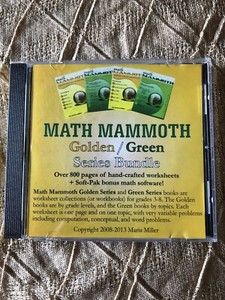 MATH MAMMOTH
Golden / Green
Series Bundle
Over 800 pages of hand-crafted worksheets
+ Soft-Pak bonus math software!
Math Mammoth Golden Series and Green Series books are
worksheet collections (or workbooks) for grades 3-8. The Golden
books are by grade levels, and the Green books by topics. Each
worksheet is one page and on one topic, with very variable problems
including computation, conceptual, and word problems.
Copyright 2008-2013 Maria Miller